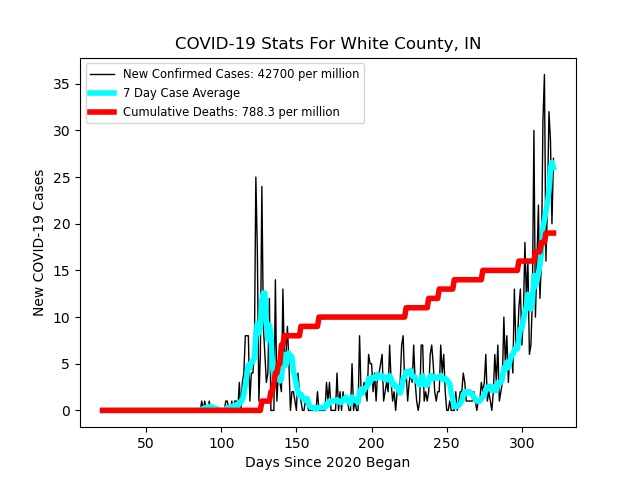 COVID-19 Stats For White County, IN
New Confirmed Cases: 42700 per million
7 Day Case Average
Cumulative Deaths: 788.3 per million
New COVID-19 Cases
35
30
25
20
15
10
5
0
50 100 150 200 250 300
Days Since 2020 Began